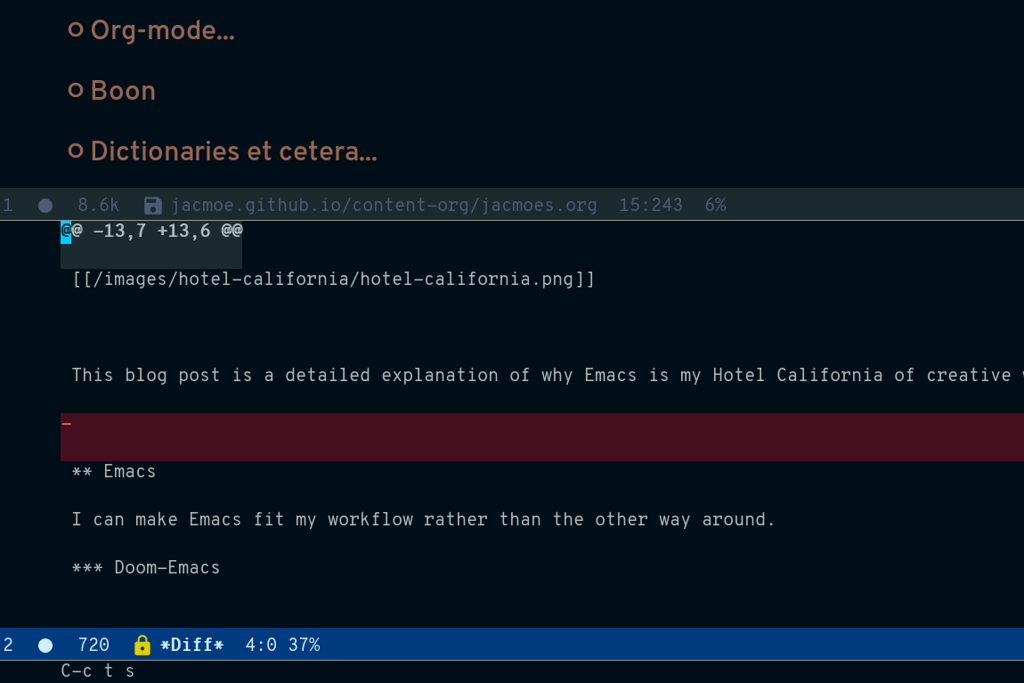 Org-mode...
Boon
Dictionaries et cetera...
1 8.6k jacmoe.github.io/content-org/jacmoes.org 15:243 6%
@@ -13,7 +13,6 @@
[[/images/hotel-california/hotel-california.png]]
This blog post is a detailed explanation of why Emacs is my Hotel California of creative
-
** Emacs
I can make Emacs fit my workflow rather than the other way around.
*** Doom-Emacs
2 720 *Diff* 4:0 37%
C-c t s